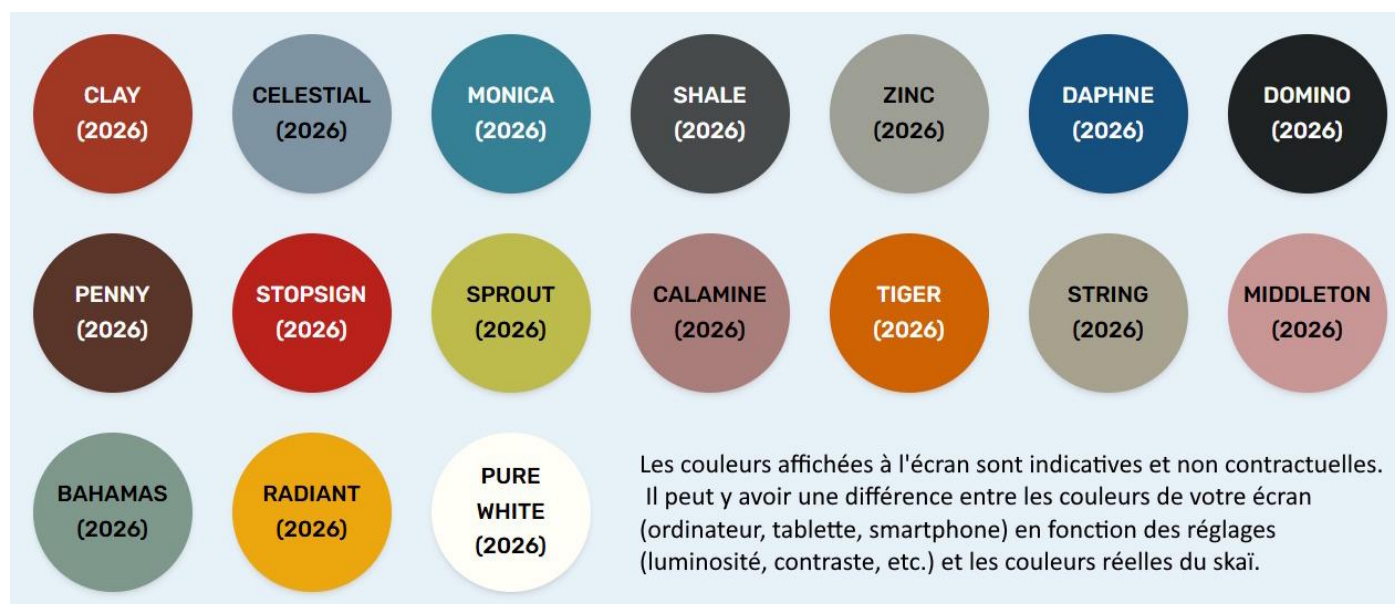 CLAY
(2026)
CELESTIAL
(2026)
MONICA
(2026)
SHALE
(2026)
ZINC
(2026)
DAPHNE
(2026)
DOMINO
(2026)
PENNY
(2026)
STOPSIGN
(2026)
SPROUT
(2026)
CALAMINE
(2026)
TIGER
(2026)
STRING
(2026)
MIDDLETON
(2026)
BAHAMAS
(2026)
RADIANT
(2026)
PURE
WHITE
(2026)
Les couleurs affichées à l'écran sont indicatives et non contractuelles.
Il peut y avoir une différence entre les couleurs de votre écran
(ordinateur, tablette, smartphone) en fonction des réglages
(luminosité, contraste, etc.) et les couleurs réelles du skaï.